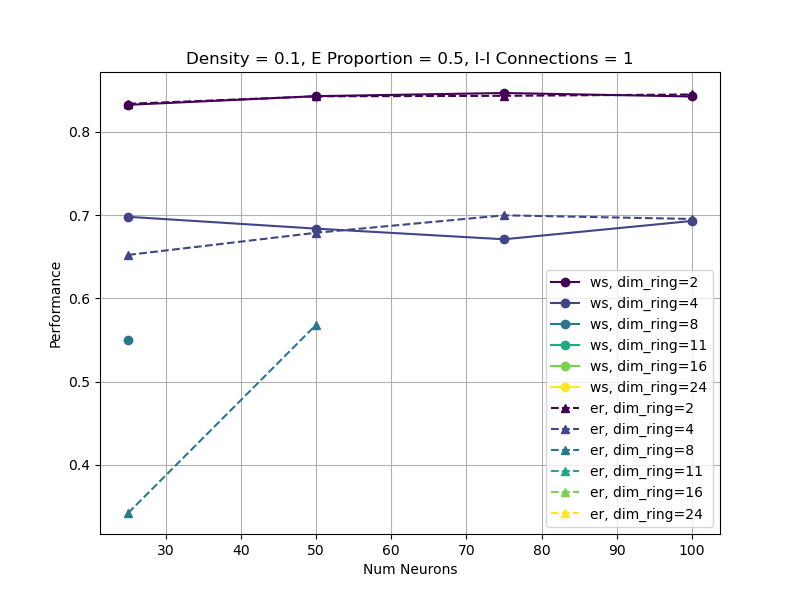 Density = 0.1, E Proportion = 0.5, I-I Connections = 1
0.8
0.7
0.6
0.5
0.4
Performance
30 40 50 60 70 80 90 100
Num Neurons
ws, dim_ring=2
ws, dim_ring=4
ws, dim_ring=8
ws, dim_ring=11
ws, dim_ring=16
ws, dim_ring=24
er, dim_ring=2
er, dim_ring=4
er, dim_ring=8
er, dim_ring=11
er, dim_ring=16
er, dim_ring=24